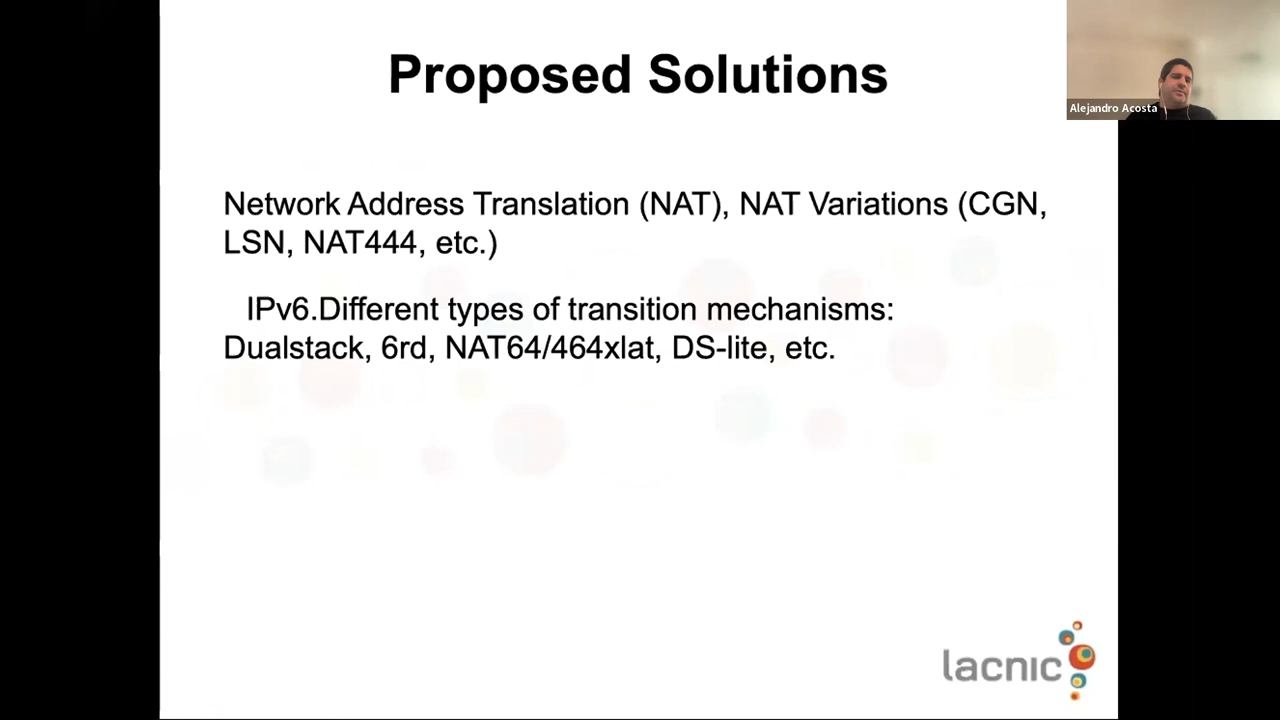 Proposed Solutions
Alejandro Acosta
Network Address Translation (NAT), NAT Variations (CGN,
LSN, NAT444, etc.)
IPv6.Different types of transition mechanisms:
Dualstack, 6rd, NAT64/464xlat, DS-lite, etc.
lacnic